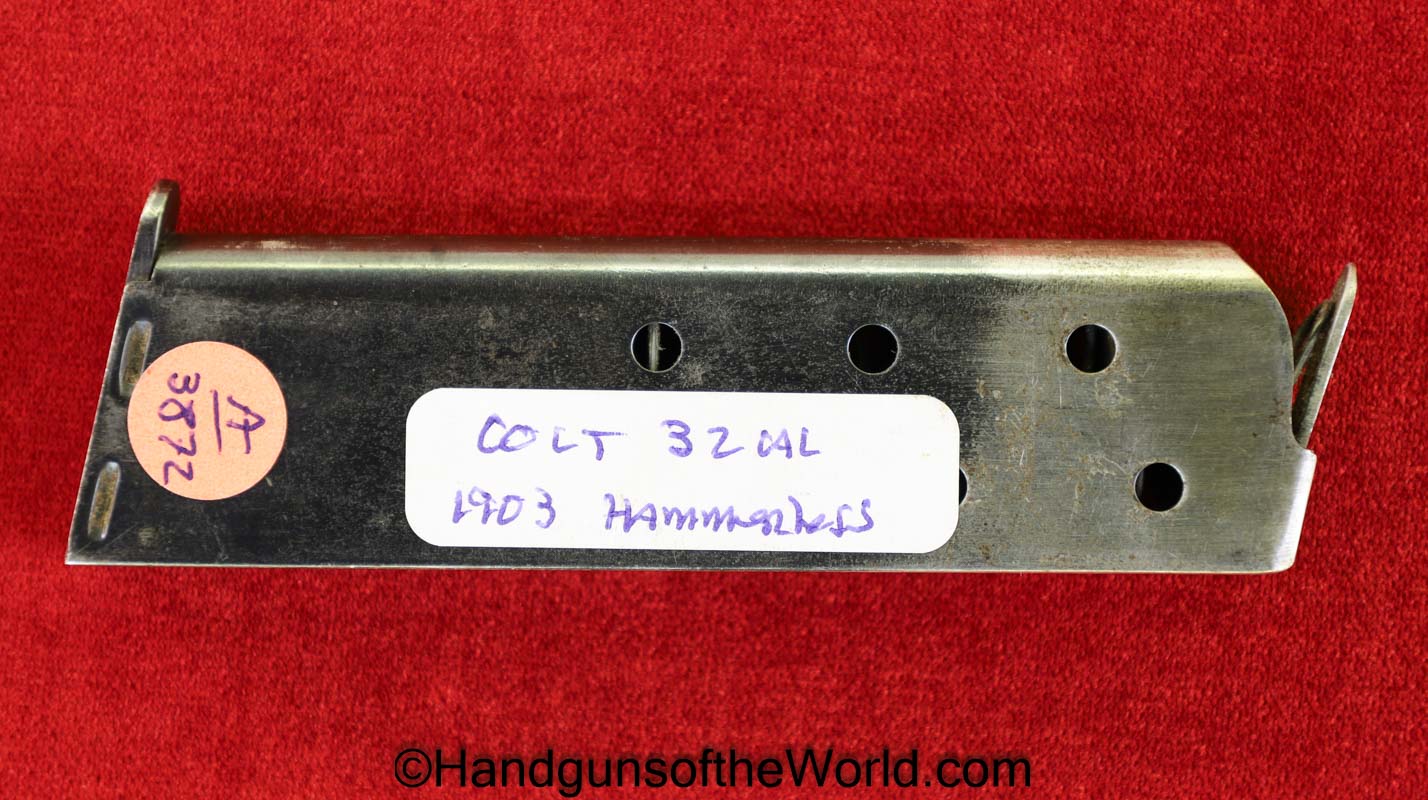 A
3872
COLT 32 CAL
1903 HAMMERLESS
©HandgunsoftheWorld.com